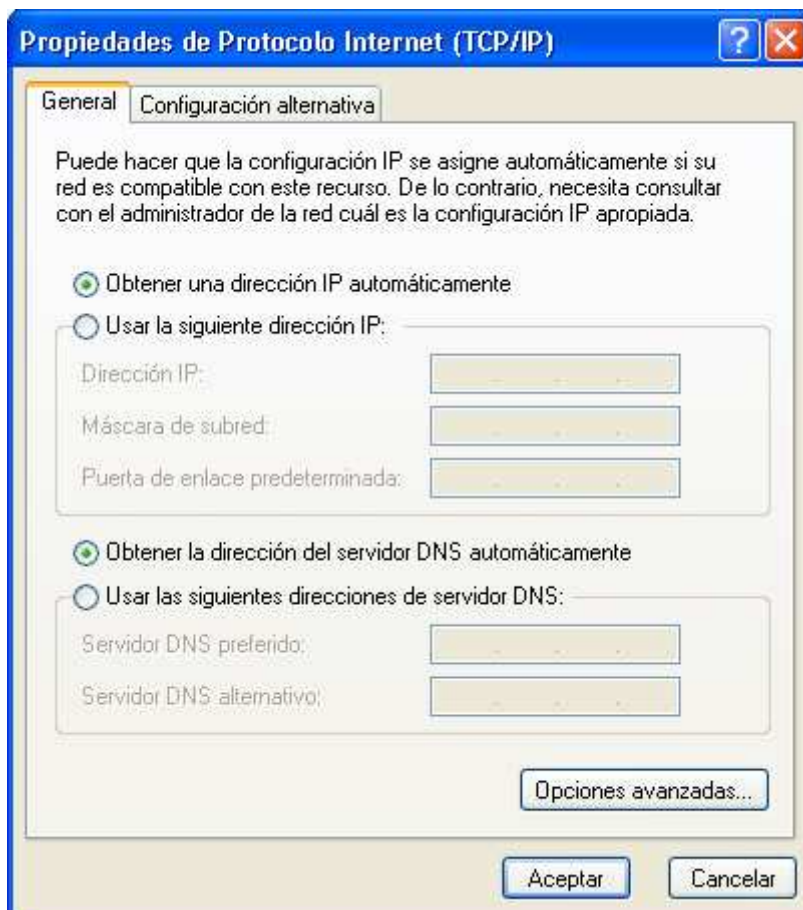 Propiedades de Protocolo Internet (TCP/IP)
General
Configuración alternativa
Puede hacer que la configuración IP se asigne automáticamente si su
red es compatible con este recurso. De lo contrario, necesita consultar
con el administrador de la red cuál es la configuración IP apropiada.
Obtener una dirección IP automáticamente
Usar la siguiente dirección IP:
Dirección IP:
Máscara de subred:
Puerta de enlace predeterminada:
Obtener la dirección del servidor DNS automáticamente
Usar las siguientes direcciones de servidor DNS:
Servidor DNS preferido:
Servidor DNS alternativo:
Opciones avanzadas...
Aceptar
Cancelar